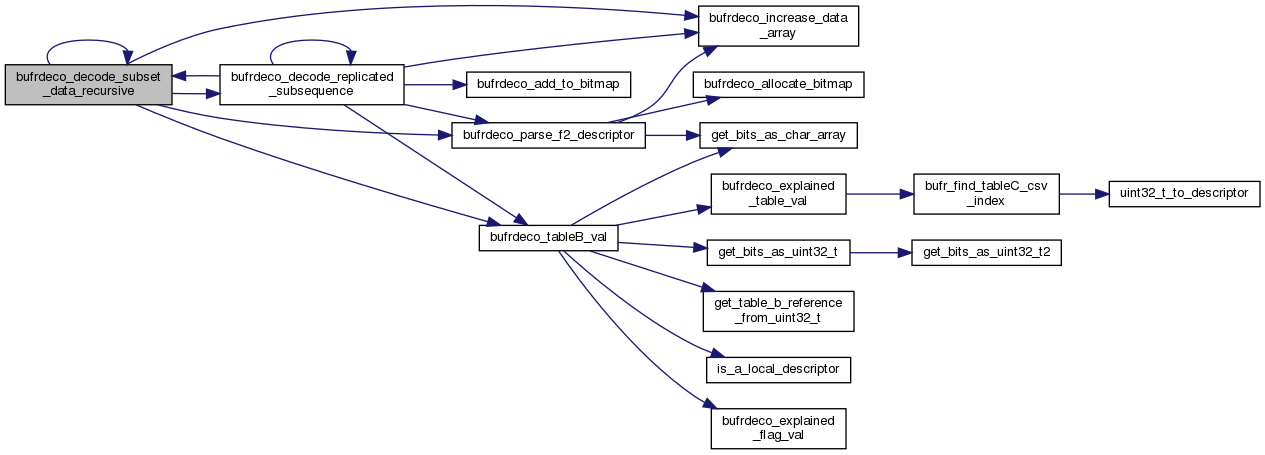 bufrdeco_decode_subset
_data_recursive
bufrdeco_decode_replicated
_subsequence
bufrdeco_increase_data
_array
bufrdeco_add_to_bitmap
bufrdeco_allocate_bitmap
bufrdeco_parse_f2_descriptor
get_bits_as_char_array
bufrdeco_tableB_val
bufrdeco_explained
_table_val
bufr_find_tableC_csv
_index
uint32_t_to_descriptor
get_bits_as_uint32_t
get_bits_as_uint32_t2
get_table_b_reference
_from_uint32_t
is_a_local_descriptor
bufrdeco_explained
_flag_val